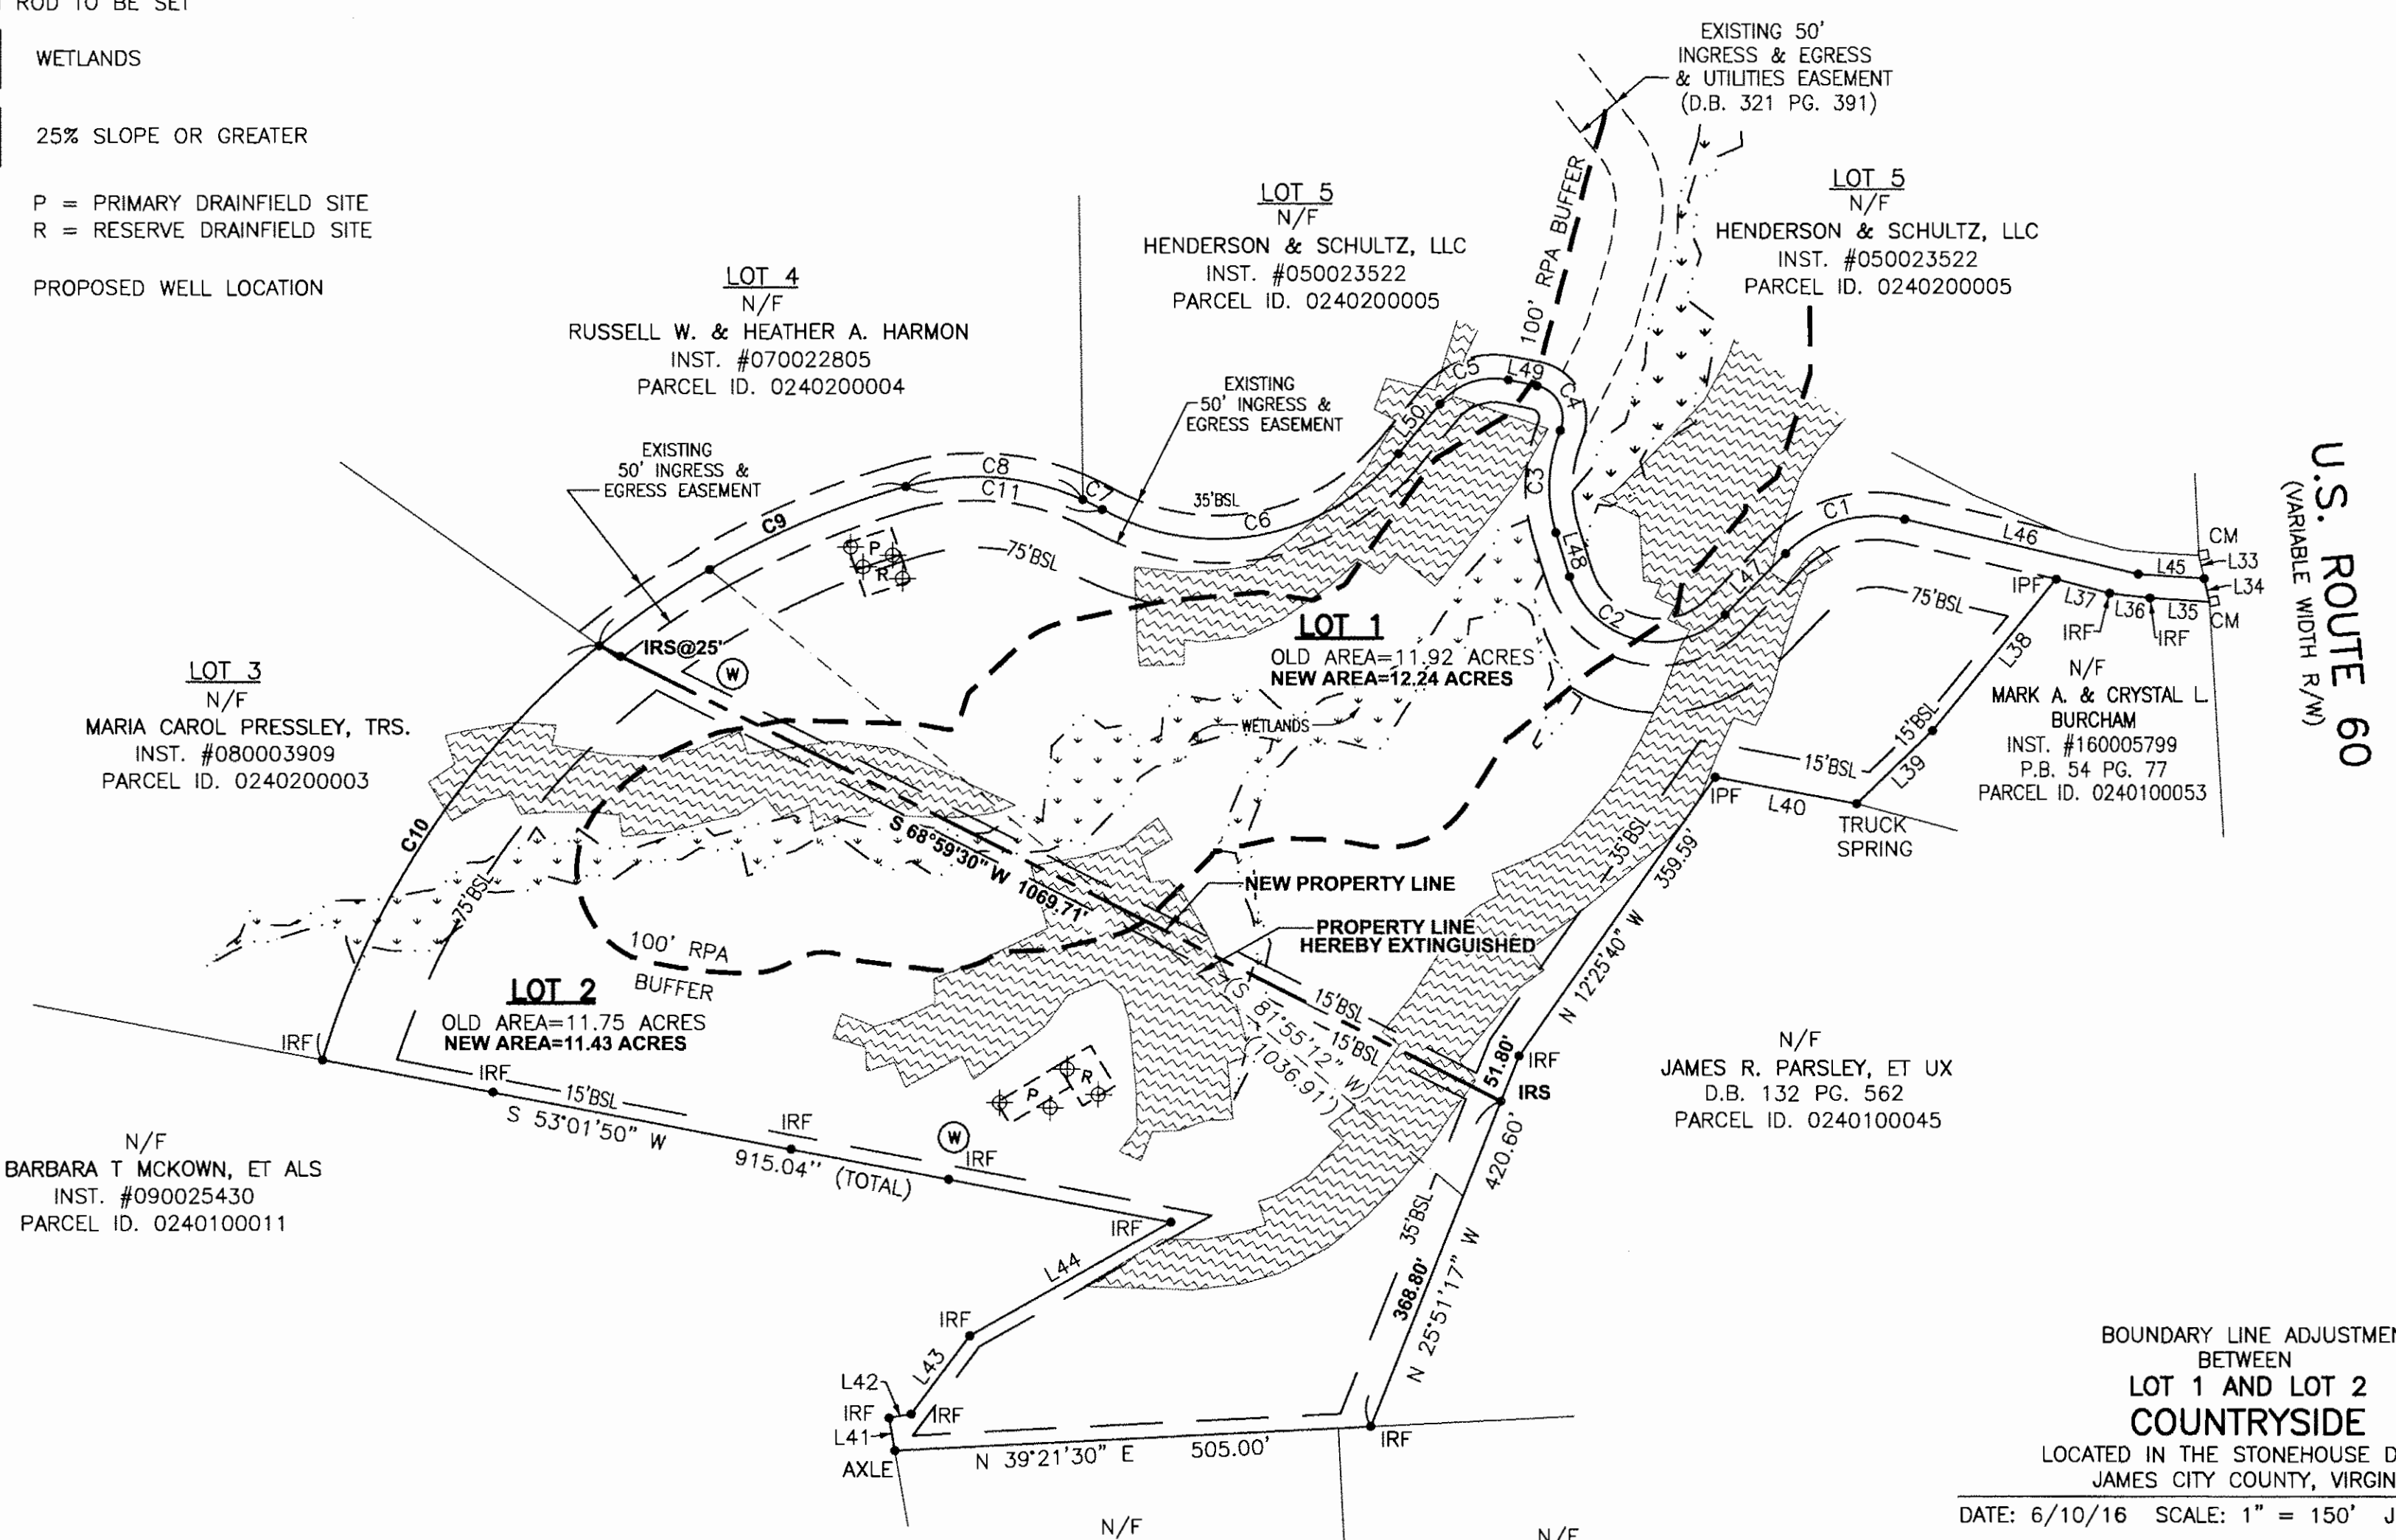 ROD TO BE SET
WETLANDS
25% SLOPE OR GREATER
P = PRIMARY DRAINFIELD SITE
R = RESERVE DRAINFIELD SITE
PROPOSED WELL LOCATION
EXISTING 50'
INGRESS & EGRESS
& UTILITIES EASEMENT
(D.B. 321 PG. 391)
LOT 5
N/F
HENDERSON & SCHULTZ, LLC
INST. #050023522
PARCEL ID. 0240200005
100' RPA BUFFER
LOT 5
N/F
HENDERSON & SCHULTZ, LLC
INST. #050023522
PARCEL ID. 0240200005
LOT 4
N/F
RUSSELL W. & HEATHER A. HARMON
INST. #070022805
PARCEL ID. 0240200004
EXISTING
50' INGRESS &
EGRESS EASEMENT
EXISTING
50' INGRESS &
EGRESS EASEMENT
C9
C8
C11
C7
35'BSL
C6
L50
C5
L49
C4
C3
L48
C2
L47
C1
L46
L45
CM
L33
L34
CM
L35
L36
L37
IPF
IRF
IRF
U.S. ROUTE 60
(VARIABLE WIDTH R/W)
P
R
75'BSL
75'BSL
LOT 1
OLD AREA=11.92 ACRES
NEW AREA=12.24 ACRES
WETLANDS
L38
15'BSL
L39
15'BSL
IPF
L40
TRUCK
SPRING
N/F
MARK A. & CRYSTAL L.
BURCHAM
INST. #160005799
P.B. 54 PG. 77
PARCEL ID. 0240100053
IRS@25'
W
LOT 3
N/F
MARIA CAROL PRESSLEY, TRS.
INST. #080003909
PARCEL ID. 0240200003
C10
75'BSL
S 68°59'30" W 1069.71'
NEW PROPERTY LINE
PROPERTY LINE
HEREBY EXTINGUISHED
35'BSL
359.59'
N 12°25'40" W
100' RPA
BUFFER
LOT 2
OLD AREA=11.75 ACRES
NEW AREA=11.43 ACRES
15'BSL
15'BSL
(S 81°55'12" W)
(1036.91')
51.80'
IRF
IRS
N/F
JAMES R. PARSLEY, ET UX
D.B. 132 PG. 562
PARCEL ID. 0240100045
IRF
IRF
15'BSL
S 53°01'50" W
915.04" (TOTAL)
IRF
W
IRF
P
R
IRF
N/F
BARBARA T MCKOWN, ET ALS
INST. #090025430
PARCEL ID. 0240100011
420.60'
35'BSL
368.80'
N 25°51'17" W
L44
IRF
L43
L42
IRF
IRF
L41
AXLE
N 39°21'30" E 505.00'
IRF
N/F
N/F
BOUNDARY LINE ADJUSTMEN
BETWEEN
LOT 1 AND LOT 2
COUNTRYSIDE
LOCATED IN THE STONEHOUSE D
JAMES CITY COUNTY, VIRGIN
DATE: 6/10/16 SCALE: 1" = 150' J